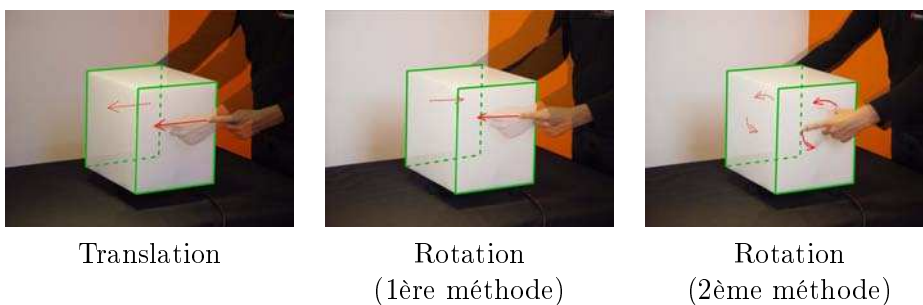 Translation
Rotation
(1ère méthode)
Rotation
(2ème méthode)